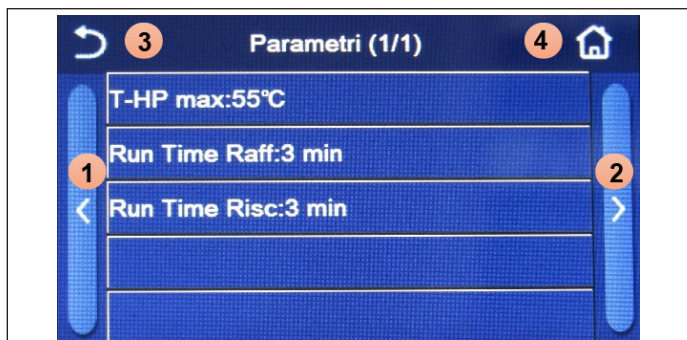 3 Parametri (1/1) 4
T-HP max:55℃
Run Time Raff:3 min
1 2
Run Time Risc:3 min